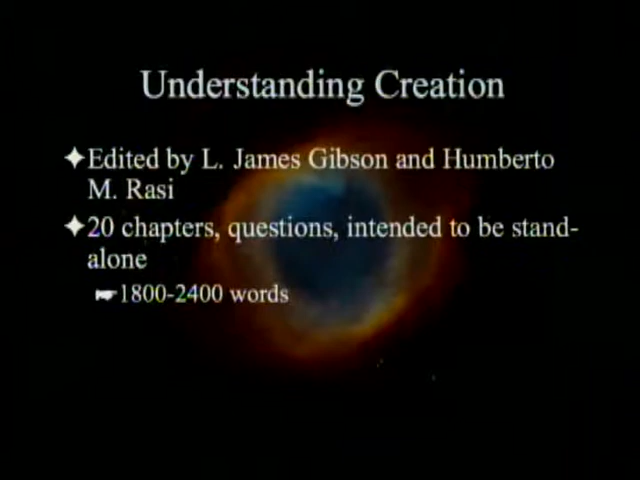 Understanding Creation
Edited by L. James Gibson and Humberto
M. Rasi
20 chapters, questions, intended to be stand-
alone
1800-2400 words